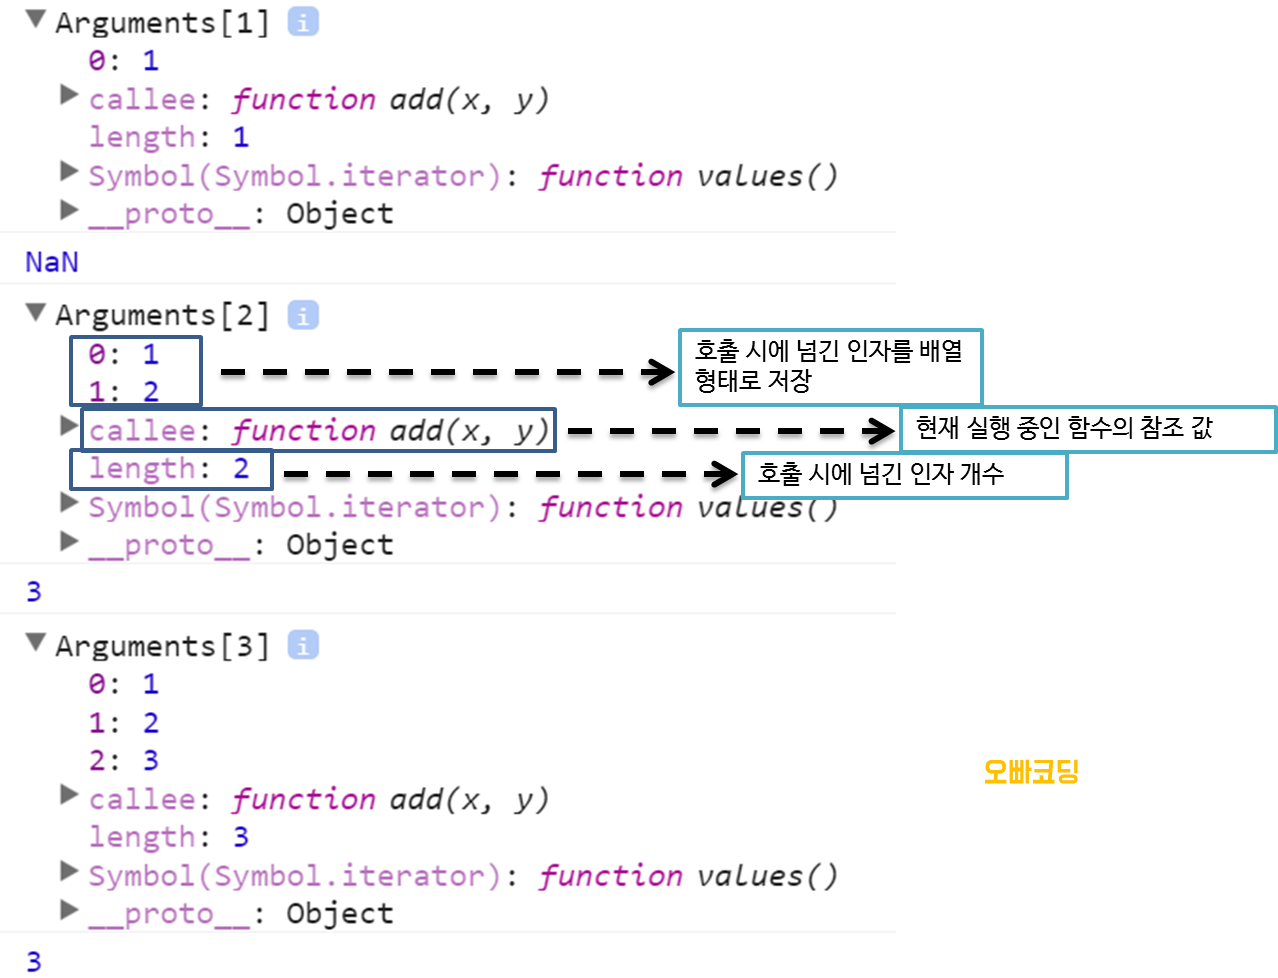 Arguments[1] i
0: 1
callee: function add(x, y)
length: 1
Symbol(Symbol.iterator): function values()
__proto__: Object
NaN
Arguments[2] i
0: 1
1: 2
호출 시에 넘긴 인자를 배열
형태로 저장
callee: function add(x, y)
현재 실행 중인 함수의 참조 값
length: 2
호출 시에 넘긴 인자 개수
Symbol(Symbol.iterator): function values()
__proto__: Object
3
Arguments[3] i
0: 1
1: 2
2: 3
오빠코딩
callee: function add(x, y)
length: 3
Symbol(Symbol.iterator): function values()
__proto__: Object
3